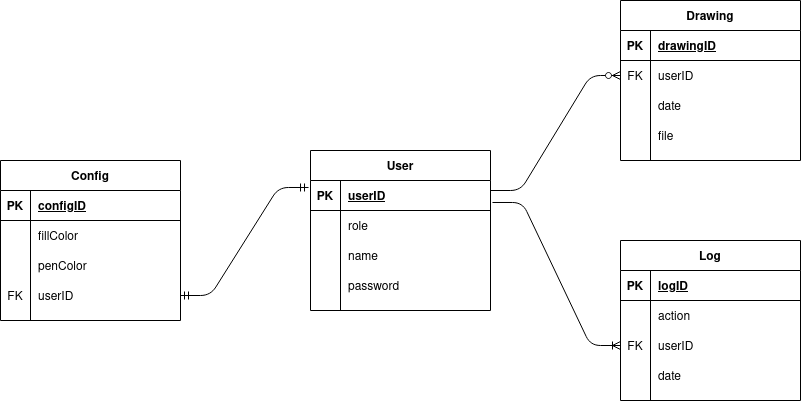 Config
PK configID
fillColor
penColor
FK userID
User
PK userID
role
name
password
Drawing
PK drawingID
FK userID
date
file
Log
PK logID
action
FK userID
date